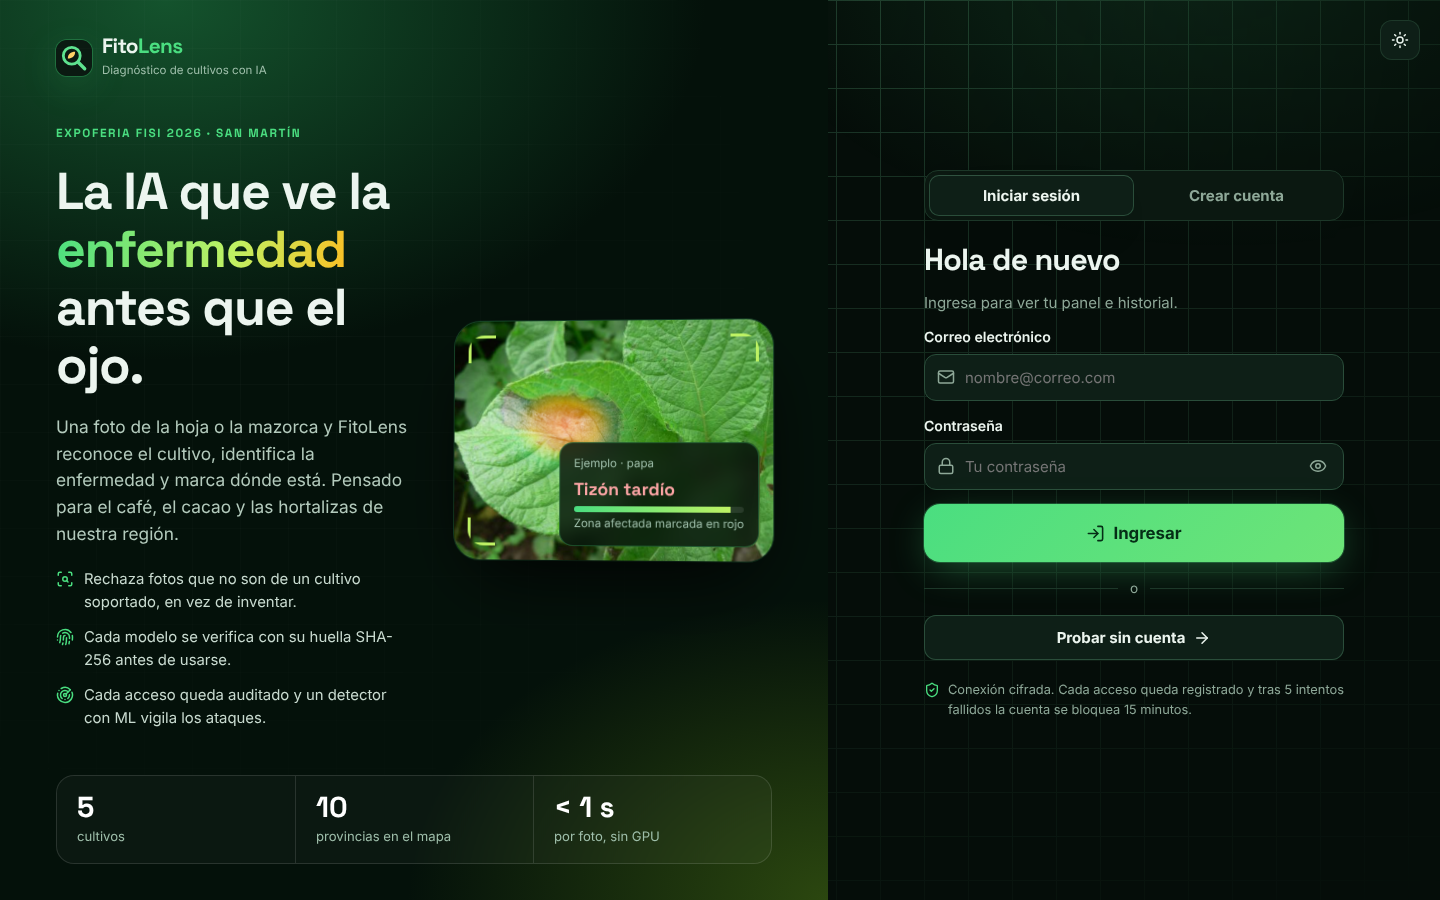 FitoLens
Diagnóstico de cultivos con IA
EXPOFERIA FISI 2026 · SAN MARTÍN
La IA que ve la
enfermedad
antes que el
ojo.
Una foto de la hoja o la mazorca y FitoLens
reconoce el cultivo, identifica la
enfermedad y marca dónde está. Pensado
para el café, el cacao y las hortalizas de
nuestra región.
Rechaza fotos que no son de un cultivo
soportado, en vez de inventar.
Cada modelo se verifica con su huella SHA-
256 antes de usarse.
Cada acceso queda auditado y un detector
con ML vigila los ataques.
Ejemplo · papa
Tizón tardío
Zona afectada marcada en rojo
5
cultivos
10
provincias en el mapa
< 1 s
por foto, sin GPU
Iniciar sesión
Crear cuenta
Hola de nuevo
Ingresa para ver tu panel e historial.
Correo electrónico
nombre@correo.com
Contraseña
Tu contraseña
Ingresar
o
Probar sin cuenta
Conexión cifrada. Cada acceso queda registrado y tras 5 intentos
fallidos la cuenta se bloquea 15 minutos.